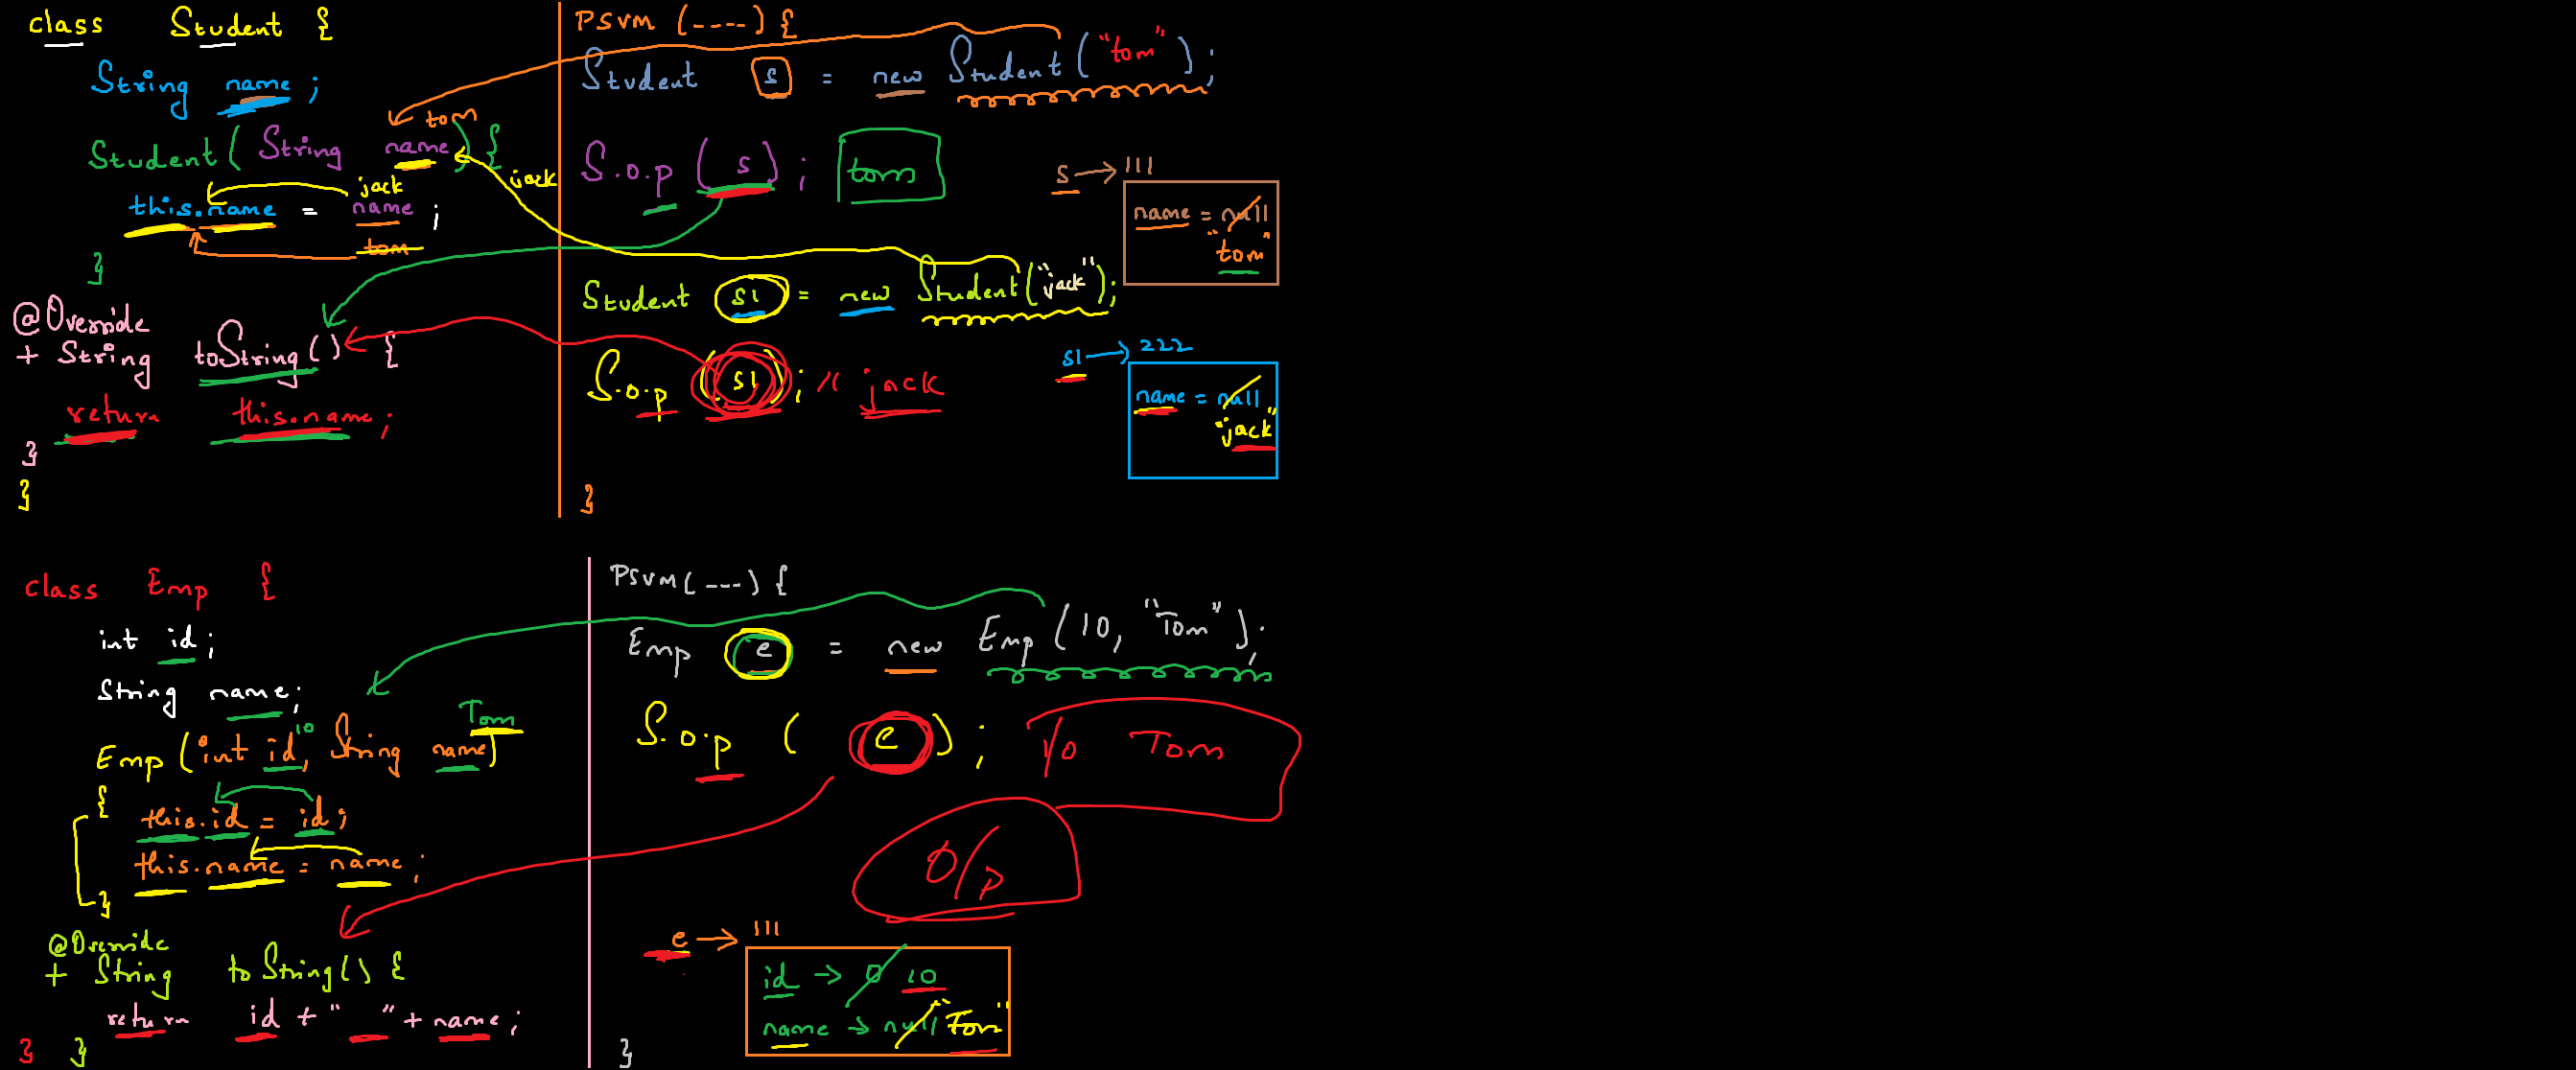 class Student {
String name ;
tom
Student ( String name ) {
jack
this.name = name ;
tom
}
@Override
+ String toString() {
return this.name ;
}
}
PSVM (----) {
Student s = new Student ( "tom" ) ;
S.o.p ( s ) ; tom
jack
Student s1 = new Student ( "jack" ) ;
S.o.p ( s1 ) ; // jack
}
s → 111
name = null
"tom"
s1 → 222
name = null
"jack"
class Emp {
int id ;
String name ;
10 Tom
Emp ( int id, String name )
{
this.id = id ;
this.name = name ;
}
@Override
+ String toString() {
return id + " " + name ;
} }
PSVM (---) {
Emp e = new Emp ( 10, "Tom" ) ;
S.o.p ( e ) ; 10 Tom
O/p
e → 111
id → 0 10
name → null "Tom"
}